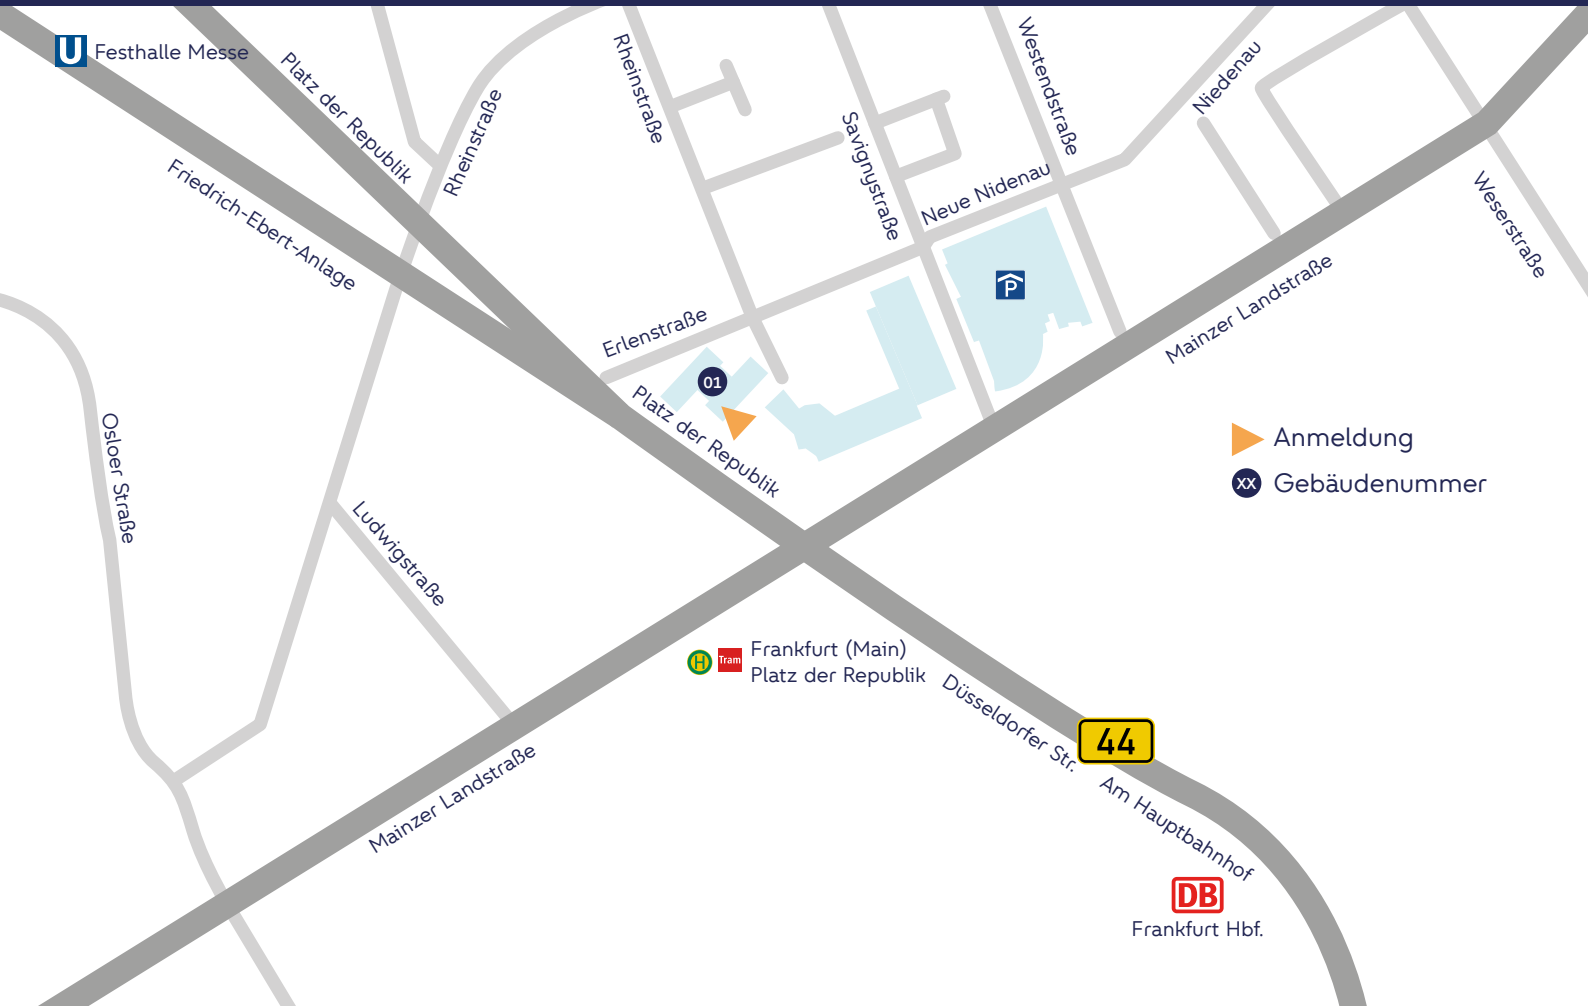 U Festhalle Messe
Platz der Republik
Friedrich-Ebert-Anlage
Rheinstraße
Rheinstraße
Savignystraße
Westendstraße
Niedenau
Neue Nidenau
Weserstraße
Mainzer Landstraße
P
Erlenstraße
01
Platz der Republik
Osloer Straße
Ludwigstraße
Anmeldung
XX Gebäudenummer
H Tram Frankfurt (Main)
Platz der Republik
Düsseldorfer Str.
44
Am Hauptbahnhof
Mainzer Landstraße
DB
Frankfurt Hbf.